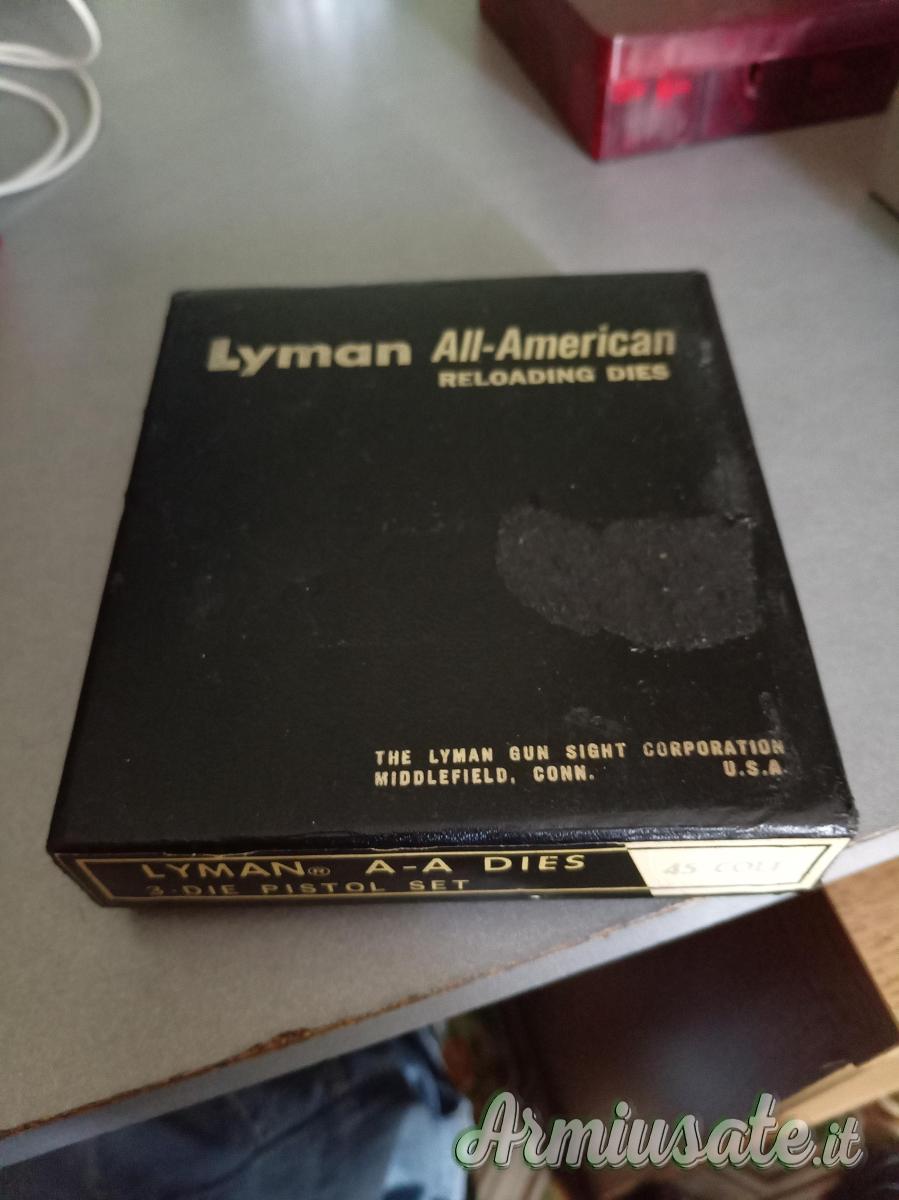 Lyman All-American
RELOADING DIES
THE LYMAN GUN SIGHT CORPORATION
MIDDLEFIELD, CONN. U.S.A
LYMAN® A-A DIES
3-DIE PISTOL SET
45 COLT
Armiusate.it